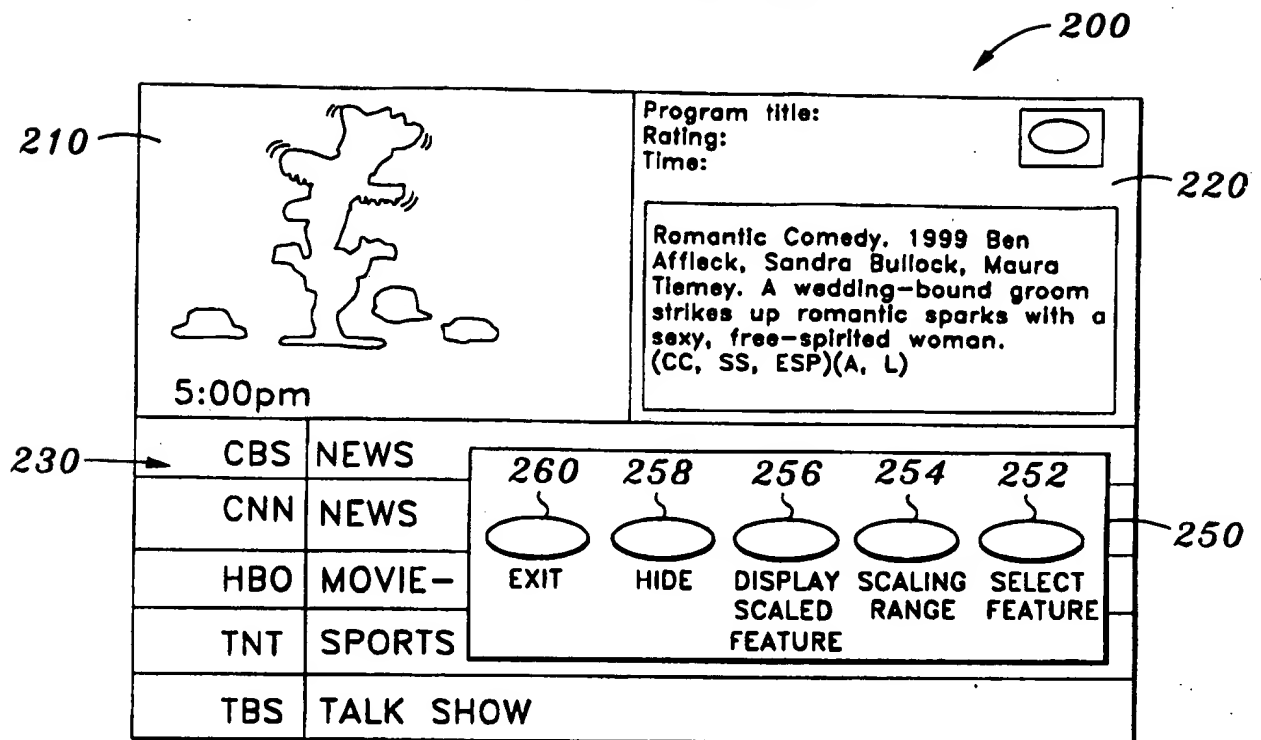 200
210
Program title:
Rating:
Time:
220
Romantic Comedy. 1999 Ben
Affleck, Sandra Bullock, Maura
Tierney. A wedding-bound groom
strikes up romantic sparks with a
sexy, free-spirited woman.
(CC, SS, ESP)(A, L)
5:00pm
230
CBS NEWS
CNN NEWS
HBO MOVIE-
TNT SPORTS
TBS TALK SHOW
260 258 256 254 252
250
EXIT HIDE DISPLAY SCALING SELECT
SCALED RANGE FEATURE
FEATURE